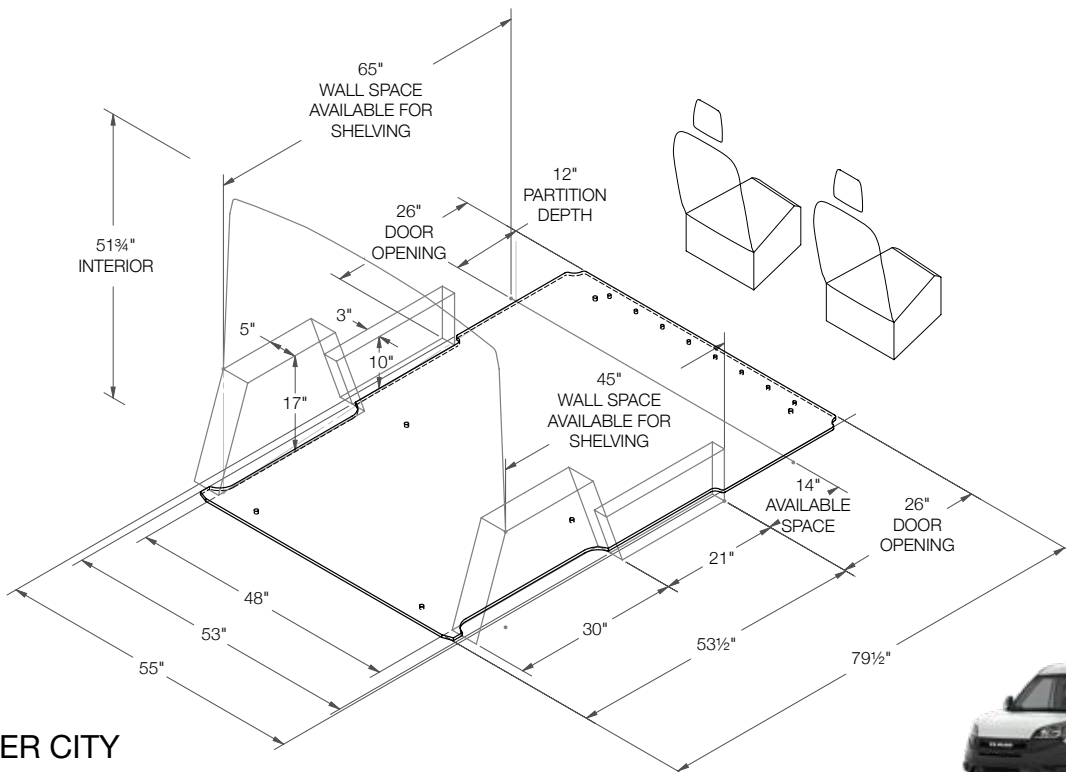 65"
WALL SPACE
AVAILABLE FOR
SHELVING
12"
PARTITION
DEPTH
26"
DOOR
OPENING
51¾"
INTERIOR
5"
3"
10"
17"
45"
WALL SPACE
AVAILABLE FOR
SHELVING
14"
AVAILABLE
SPACE
26"
DOOR
OPENING
21"
48"
30"
53"
53½"
55"
79½"
ER CITY